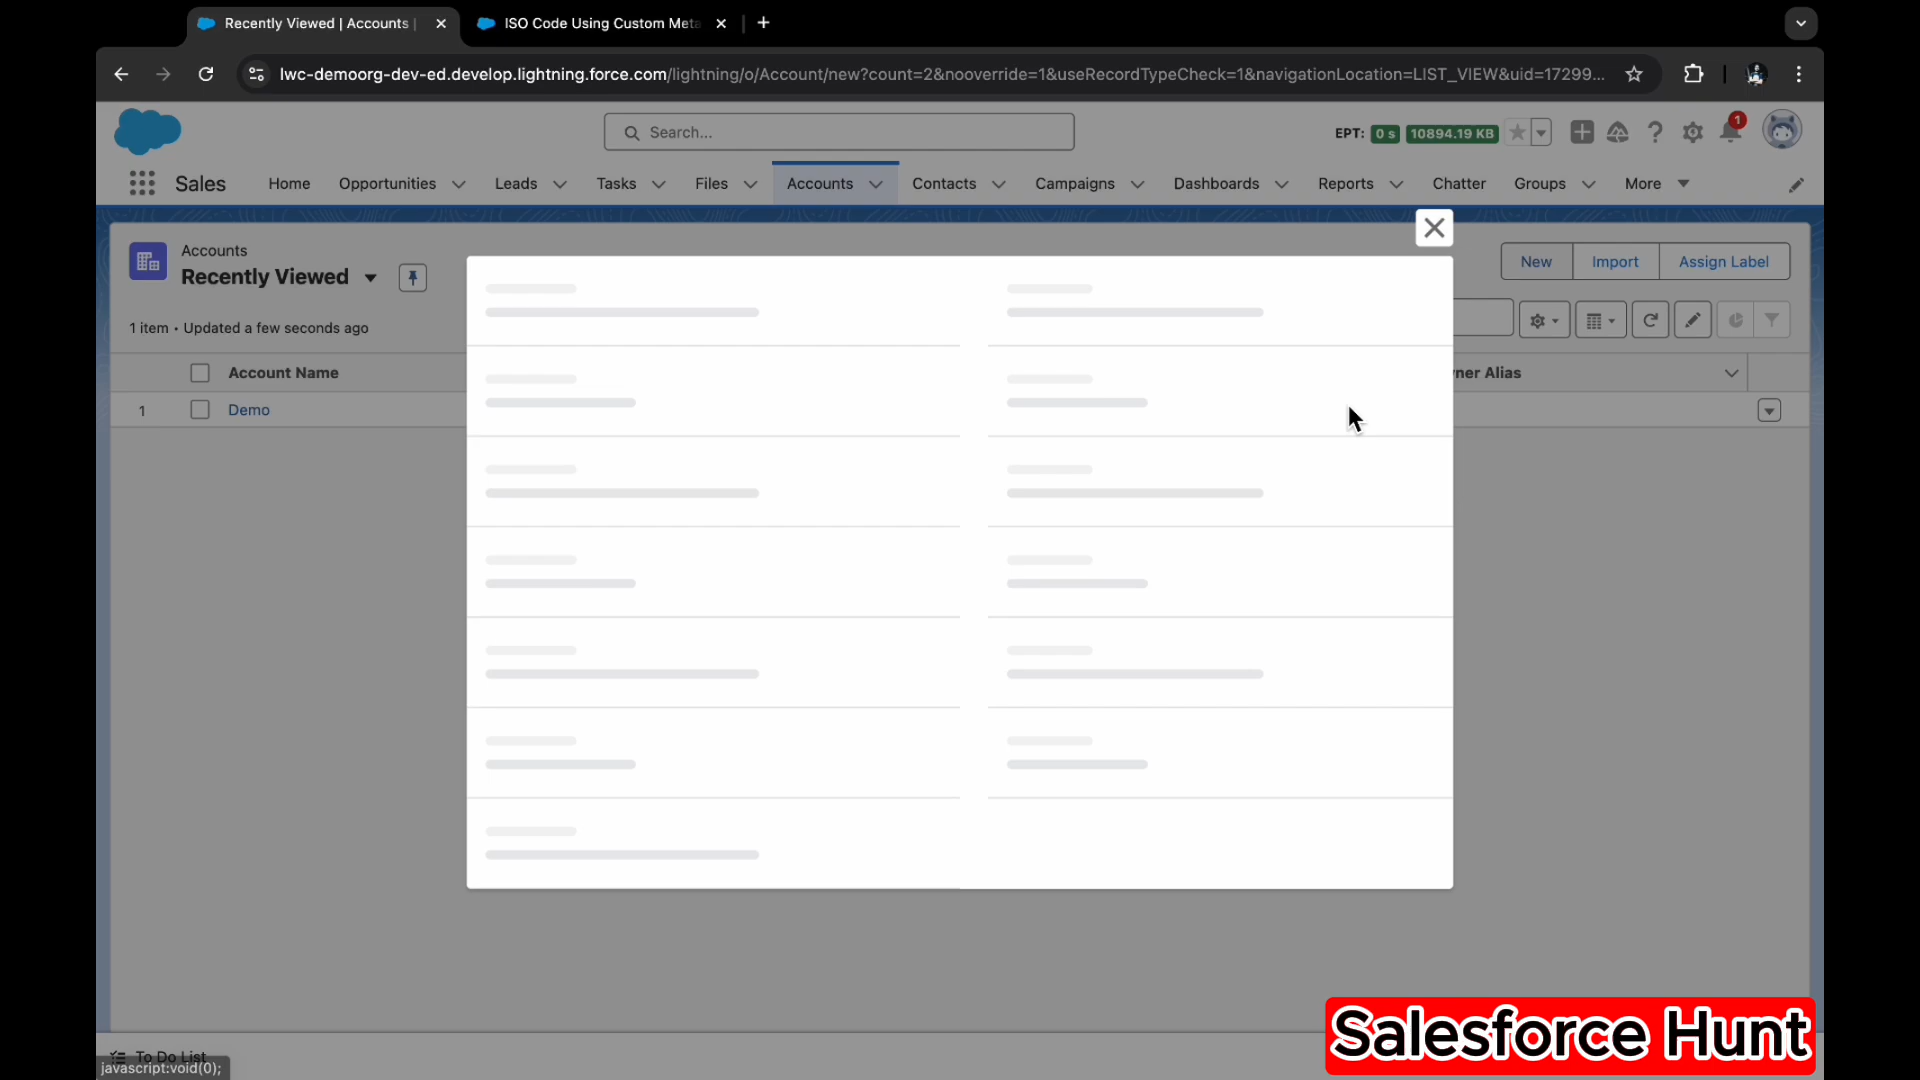 Recently Viewed | Accounts |
ISO Code Using Custom Meta
lwc-demoorg-dev-ed.develop.lightning.force.com/lightning/o/Account/new?count=2&nooverride=1&useRecordTypeCheck=1&navigationLocation=LIST_VIEW&uid=17299...
Search...
EPT: 0 s 10894.19 KB
1
Sales Home Opportunities Leads Tasks Files Accounts Contacts Campaigns Dashboards Reports Chatter Groups More
Accounts
Recently Viewed
New Import Assign Label
1 item • Updated a few seconds ago
Account Name
ner Alias
1 Demo
To Do List
javascript:void(0);
Salesforce Hunt